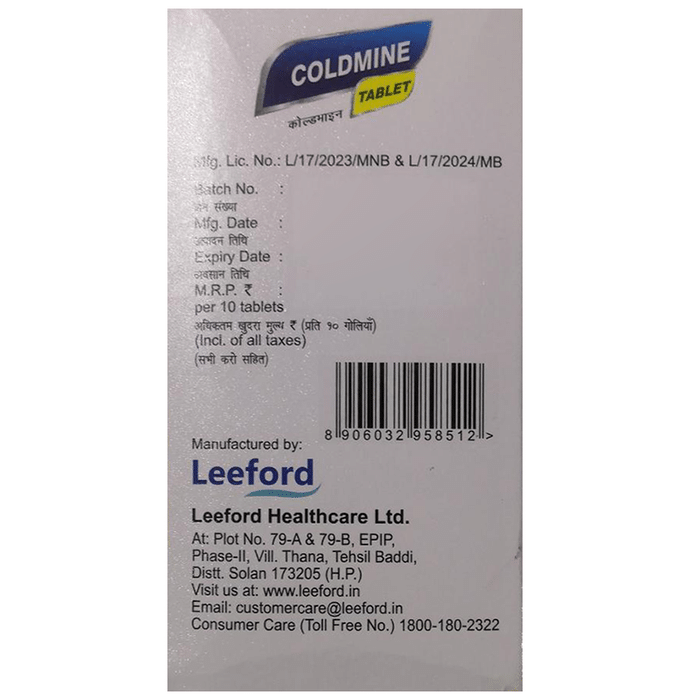 COLDMINE
TABLET
कोल्डमाइन
Mfg. Lic. No.: L/17/2023/MNB & L/17/2024/MB
Batch No. :
संख्या
Mfg. Date :
उत्पादन तिथि
Expiry Date :
अवसान तिथि
M.R.P. ₹ :
per 10 tablets
अधिकतम खुदरा मुल्य ₹ (प्रति १० गोलियाँ)
(Incl. of all taxes)
(सभी करो सहित)
8 906032 958512 >
Manufactured by:
Leeford
Leeford Healthcare Ltd.
At: Plot No. 79-A & 79-B, EPIP,
Phase-II, Vill. Thana, Tehsil Baddi,
Distt. Solan 173205 (H.P.)
Visit us at: www.leeford.in
Email: customercare@leeford.in
Consumer Care (Toll Free No.) 1800-180-2322